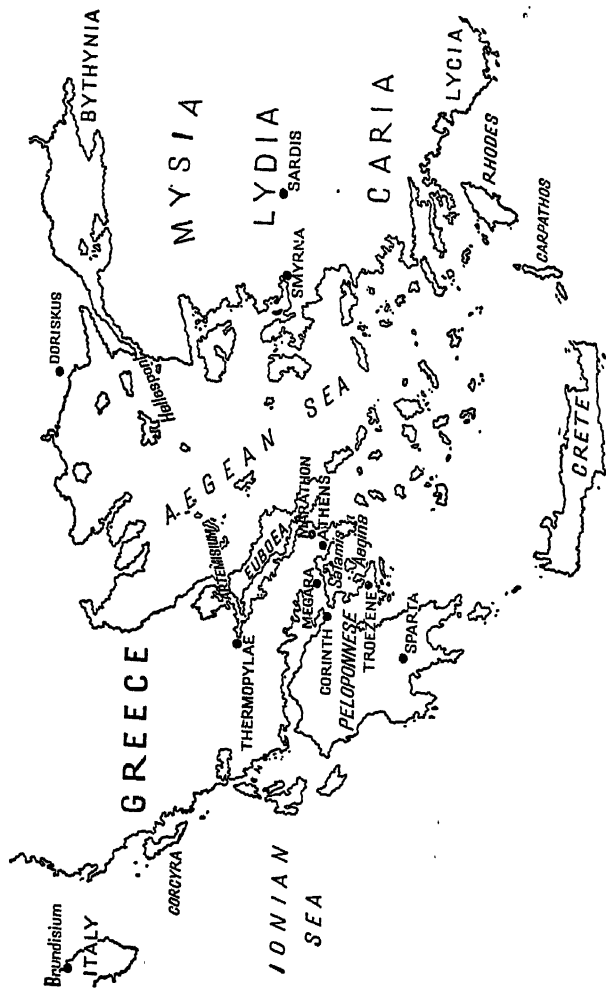 Brundisium
ITALY
CORCYRA
IONIAN
SEA
GREECE
THERMOPYLAE
ARTEMISIUM
EUBOEA
MEGARA
MARATHON
ATHENS
CORINTH
Salamis
Aegina
PELOPONNESE
TROEZENE
SPARTA
AEGEAN SEA
DORISKUS
Hellespont
BYTHYNIA
MYSIA
LYDIA
SARDIS
SMYRNA
CARIA
LYCIA
RHODES
CARPATHOS
CRETE